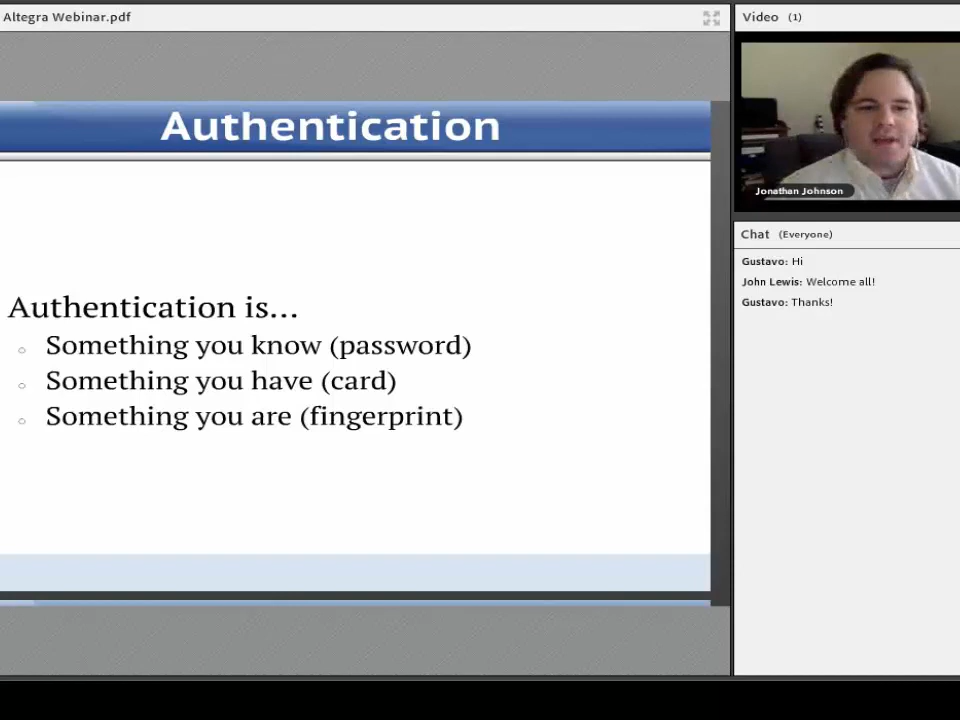 Altegra Webinar.pdf
Authentication
Authentication is...
Something you know (password)
Something you have (card)
Something you are (fingerprint)
Video (1)
Jonathan Johnson
Chat (Everyone)
Gustavo: Hi
John Lewis: Welcome all!
Gustavo: Thanks!